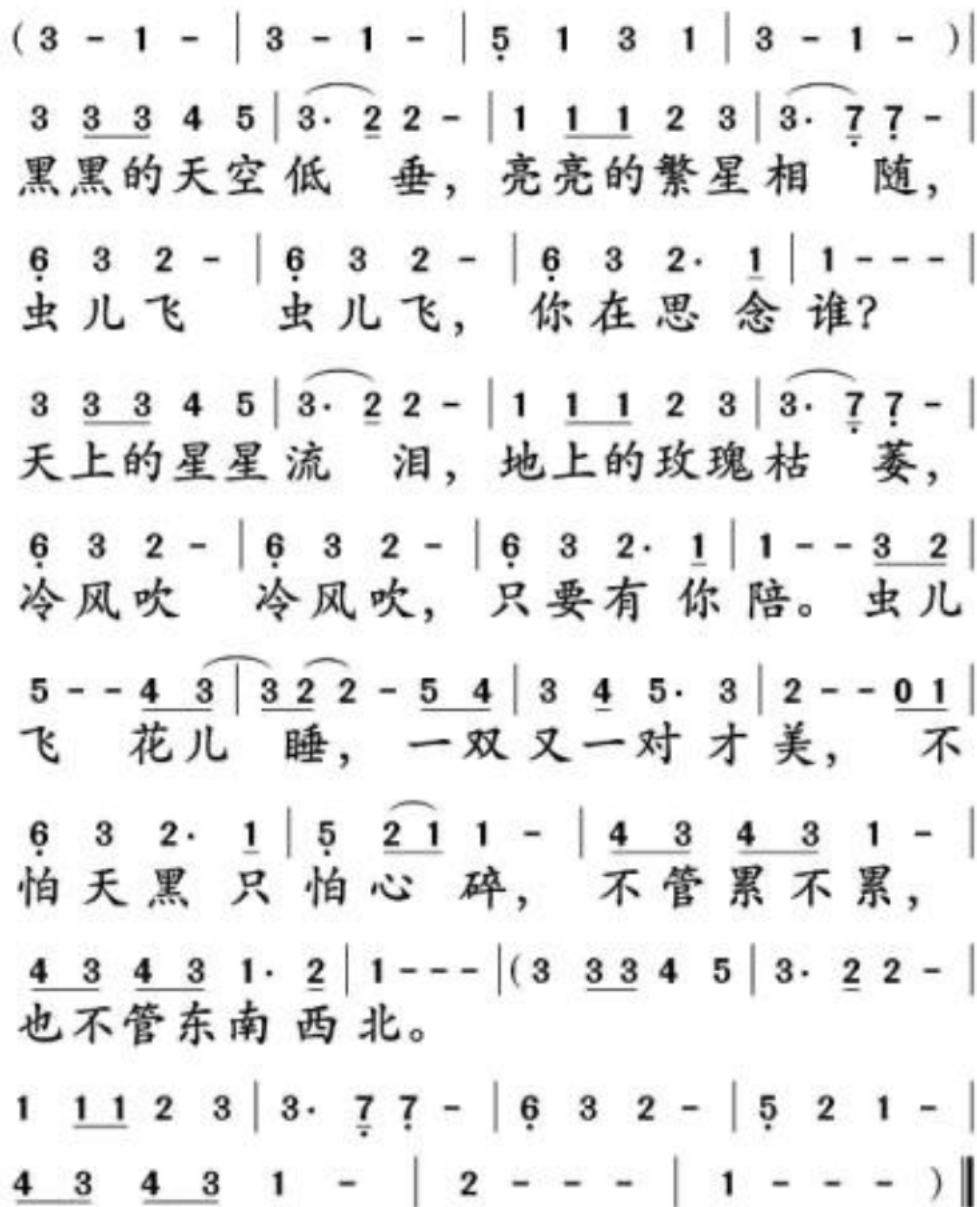 ( 3 - 1 - | 3 - 1 - | 5̣ 1 3 1 | 3 - 1 - )|
3 3 3 4 5 | 3· 2 2 - | 1 1 1 2 3 | 3· 7̣ 7̣ - |
黑黑的天空低 垂，亮亮的繁星相 随，
6̣ 3 2 - | 6̣ 3 2 - | 6̣ 3 2· 1 | 1 - - - |
虫儿飞 虫儿飞，你在思念谁？
3 3 3 4 5 | 3· 2 2 - | 1 1 1 2 3 | 3· 7̣ 7̣ - |
天上的星星流 泪，地上的玫瑰枯 萎，
6̣ 3 2 - | 6̣ 3 2 - | 6̣ 3 2· 1 | 1 - - 3 2 |
冷风吹 冷风吹，只要有你陪。虫儿
5 - - 4 3 | 3 2 2 - 5 4 | 3 4 5· 3 | 2 - - 0 1 |
飞 花儿 睡，一双又一对才美，不
6̣ 3 2· 1 | 5̣ 2 1 1 - | 4 3 4 3 1 - |
怕天黑只怕心 碎，不管累不累，
4 3 4 3 1· 2 | 1 - - - |( 3 3 3 4 5 | 3· 2 2 - |
也不管东南西北。
1 1 1 2 3 | 3· 7̣ 7̣ - | 6̣ 3 2 - | 5̣ 2 1 - |
4 3 4 3 1 - | 2 - - - | 1 - - - )‖